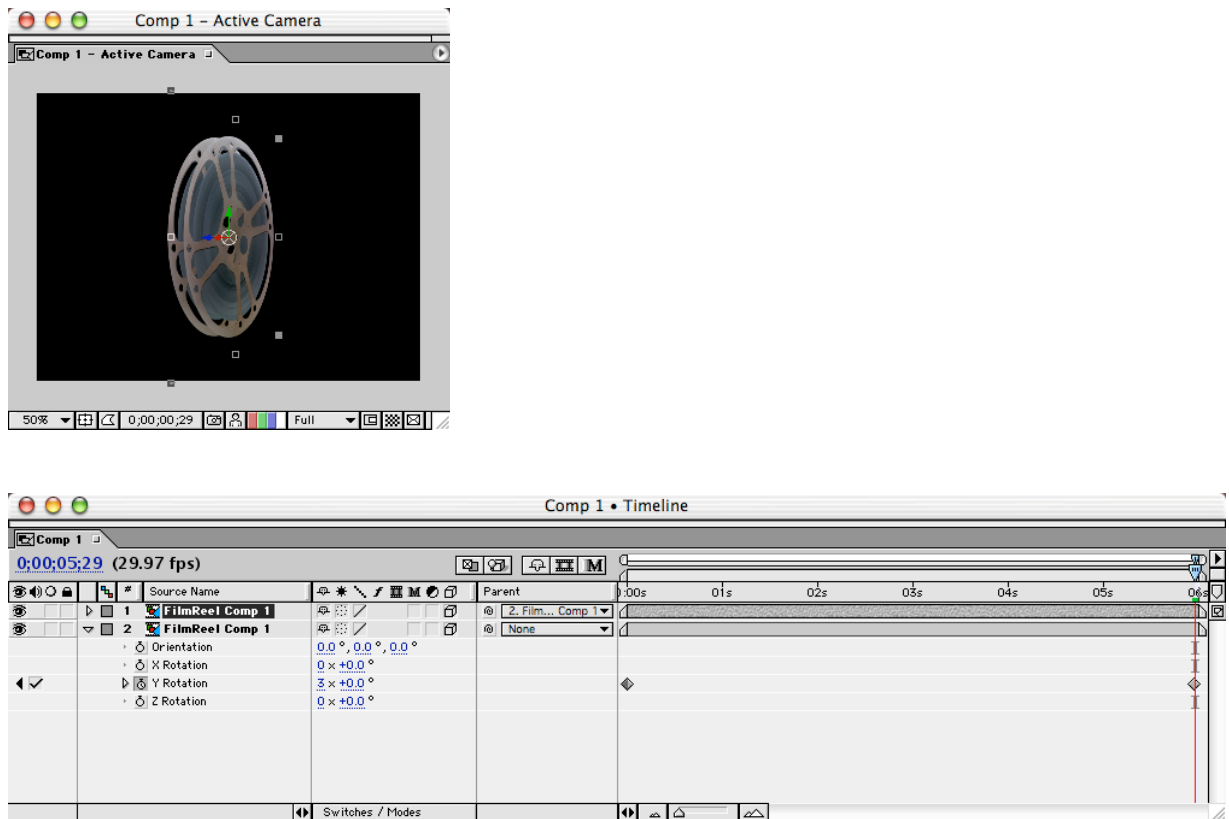 Comp 1 – Active Camera
Comp 1 – Active Camera
50% 0;00;00;29 Full
Comp 1 • Timeline
Comp 1
0;00;05;29 (29.97 fps) M
# Source Name M Parent :00s 01s 02s 03s 04s 05s 06s
1 FilmReel Comp 1 2. Film... Comp 1
2 FilmReel Comp 1 None
Orientation 0.0 °, 0.0 °, 0.0 °
X Rotation 0 x +0.0 °
Y Rotation 3 x +0.0 °
Z Rotation 0 x +0.0 °
Switches / Modes